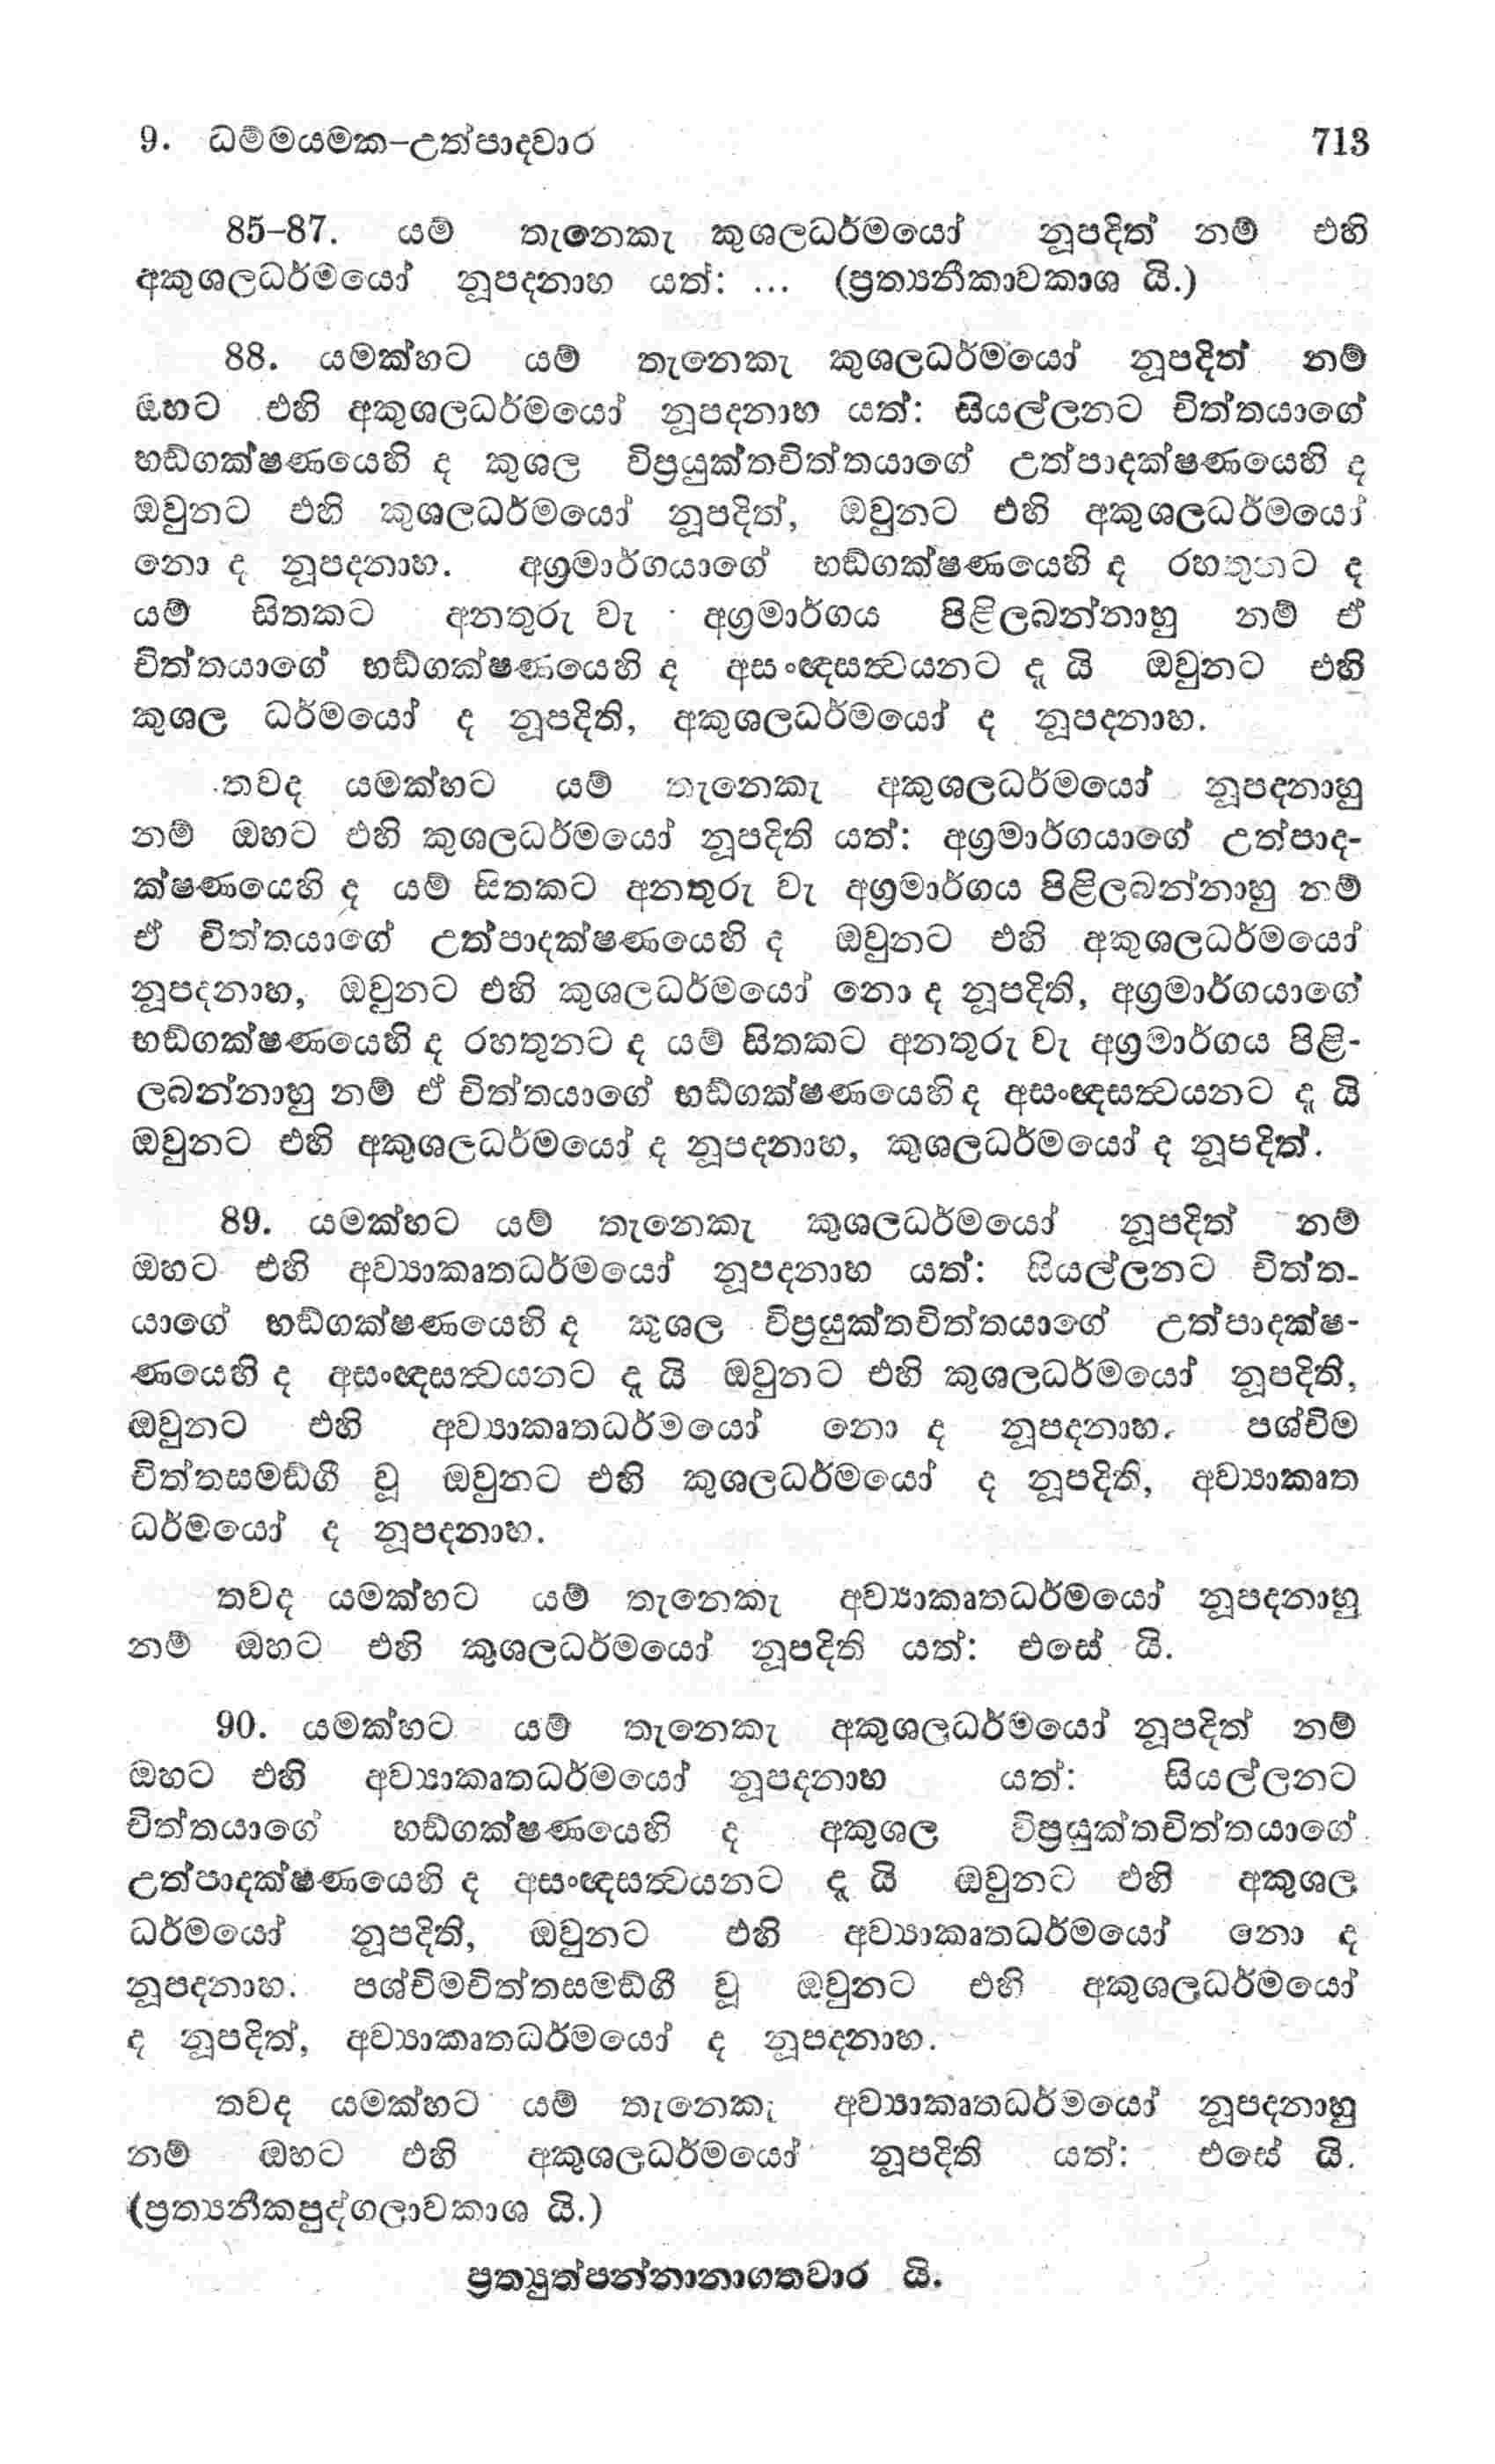 9. ධම්මයමක-උත්පාදවාර 713
85-87. යම් තැනෙකැ කුශලධර්මයෝ නූපදිත් නම් එහි
අකුශලධර්මයෝ නූපදනාහ යත්: ... (ප්‍රත්‍යනීකාවකාශ යි.)
88. යමක්හට යම් තැනෙකැ කුශලධර්මයෝ නූපදිත් නම්
ඔහට එහි අකුශලධර්මයෝ නූපදනාහ යත්: සියල්ලනට චිත්තයාගේ
භඞ්ගක්ෂණයෙහි ද කුශල විප්‍රයුක්තචිත්තයාගේ උත්පාදක්ෂණයෙහි ද
ඔවුනට එහි කුශලධර්මයෝ නූපදිත්, ඔවුනට එහි අකුශලධර්මයෝ
නො ද නූපදනාහ. අග්‍රමාර්ගයාගේ භඞ්ගක්ෂණයෙහි ද රහතුනට ද
යම් සිතකට අනතුරු වැ අග්‍රමාර්ගය පිළිලබන්නාහු නම් ඒ
චිත්තයාගේ භඞ්ගක්ෂණයෙහි ද අසංඥසත්‍වයනට දු යි ඔවුනට එහි
කුශල ධර්මයෝ ද නූපදිති, අකුශලධර්මයෝ ද නූපදනාහ.
තවද යමක්හට යම් තැනෙකැ අකුශලධර්මයෝ නූපදනාහු
නම් ඔහට එහි කුශලධර්මයෝ නූපදිති යත්: අග්‍රමාර්ගයාගේ උත්පාද-
ක්ෂණයෙහි ද යම් සිතකට අනතුරු වැ අග්‍රමාර්ගය පිළිලබන්නාහු නම්
ඒ චිත්තයාගේ උත්පාදක්ෂණයෙහි ද ඔවුනට එහි අකුශලධර්මයෝ
නූපදනාහ, ඔවුනට එහි කුශලධර්මයෝ නො ද නූපදිති, අග්‍රමාර්ගයාගේ
භඞ්ගක්ෂණයෙහි ද රහතුනට ද යම් සිතකට අනතුරු වැ අග්‍රමාර්ගය පිළි-
ලබන්නාහු නම් ඒ චිත්තයාගේ භඞ්ගක්ෂණයෙහි ද අසංඥසත්‍වයනට දු යි
ඔවුනට එහි අකුශලධර්මයෝ ද නූපදනාහ, කුශලධර්මයෝ ද නූපදිත්.
89. යමක්හට යම් තැනෙකැ කුශලධර්මයෝ නූපදිත් නම්
ඔහට එහි අව්‍යාකෘතධර්මයෝ නූපදනාහ යත්: සියල්ලනට චිත්ත-
යාගේ භඞ්ගක්ෂණයෙහි ද කුශල විප්‍රයුක්තචිත්තයාගේ උත්පාදක්ෂ-
ණයෙහි ද අසංඥසත්‍වයනට දු යි ඔවුනට එහි කුශලධර්මයෝ නූපදිති,
ඔවුනට එහි අව්‍යාකෘතධර්මයෝ නො ද නූපදනාහ. පශ්චිම
චිත්තසමඞ්ගී වූ ඔවුනට එහි කුශලධර්මයෝ ද නූපදිති, අව්‍යාකෘත
ධර්මයෝ ද නූපදනාහ.
තවද යමක්හට යම් තැනෙකැ අව්‍යාකෘතධර්මයෝ නූපදනාහු
නම් ඔහට එහි කුශලධර්මයෝ නූපදිති යත්: එසේ යි.
90. යමක්හට යම් තැනෙකැ අකුශලධර්මයෝ නූපදිත් නම්
ඔහට එහි අව්‍යාකෘතධර්මයෝ නූපදනාහ යත්: සියල්ලනට
චිත්තයාගේ භඞ්ගක්ෂණයෙහි ද අකුශල විප්‍රයුක්තචිත්තයාගේ
උත්පාදක්ෂණයෙහි ද අසංඥසත්‍වයනට දු යි ඔවුනට එහි අකුශල
ධර්මයෝ නූපදිති, ඔවුනට එහි අව්‍යාකෘතධර්මයෝ නො ද
නූපදනාහ. පශ්චිමචිත්තසමඞ්ගී වූ ඔවුනට එහි අකුශලධර්මයෝ
ද නූපදිත්, අව්‍යාකෘතධර්මයෝ ද නූපදනාහ.
තවද යමක්හට යම් තැනෙකැ අව්‍යාකෘතධර්මයෝ නූපදනාහු
නම් ඔහට එහි අකුශලධර්මයෝ නූපදිති යත්: එසේ යි.
(ප්‍රත්‍යනීකපුද්ගලාවකාශ යි.)
ප්‍රත්‍යුත්පන්නානාගතවාර යි.